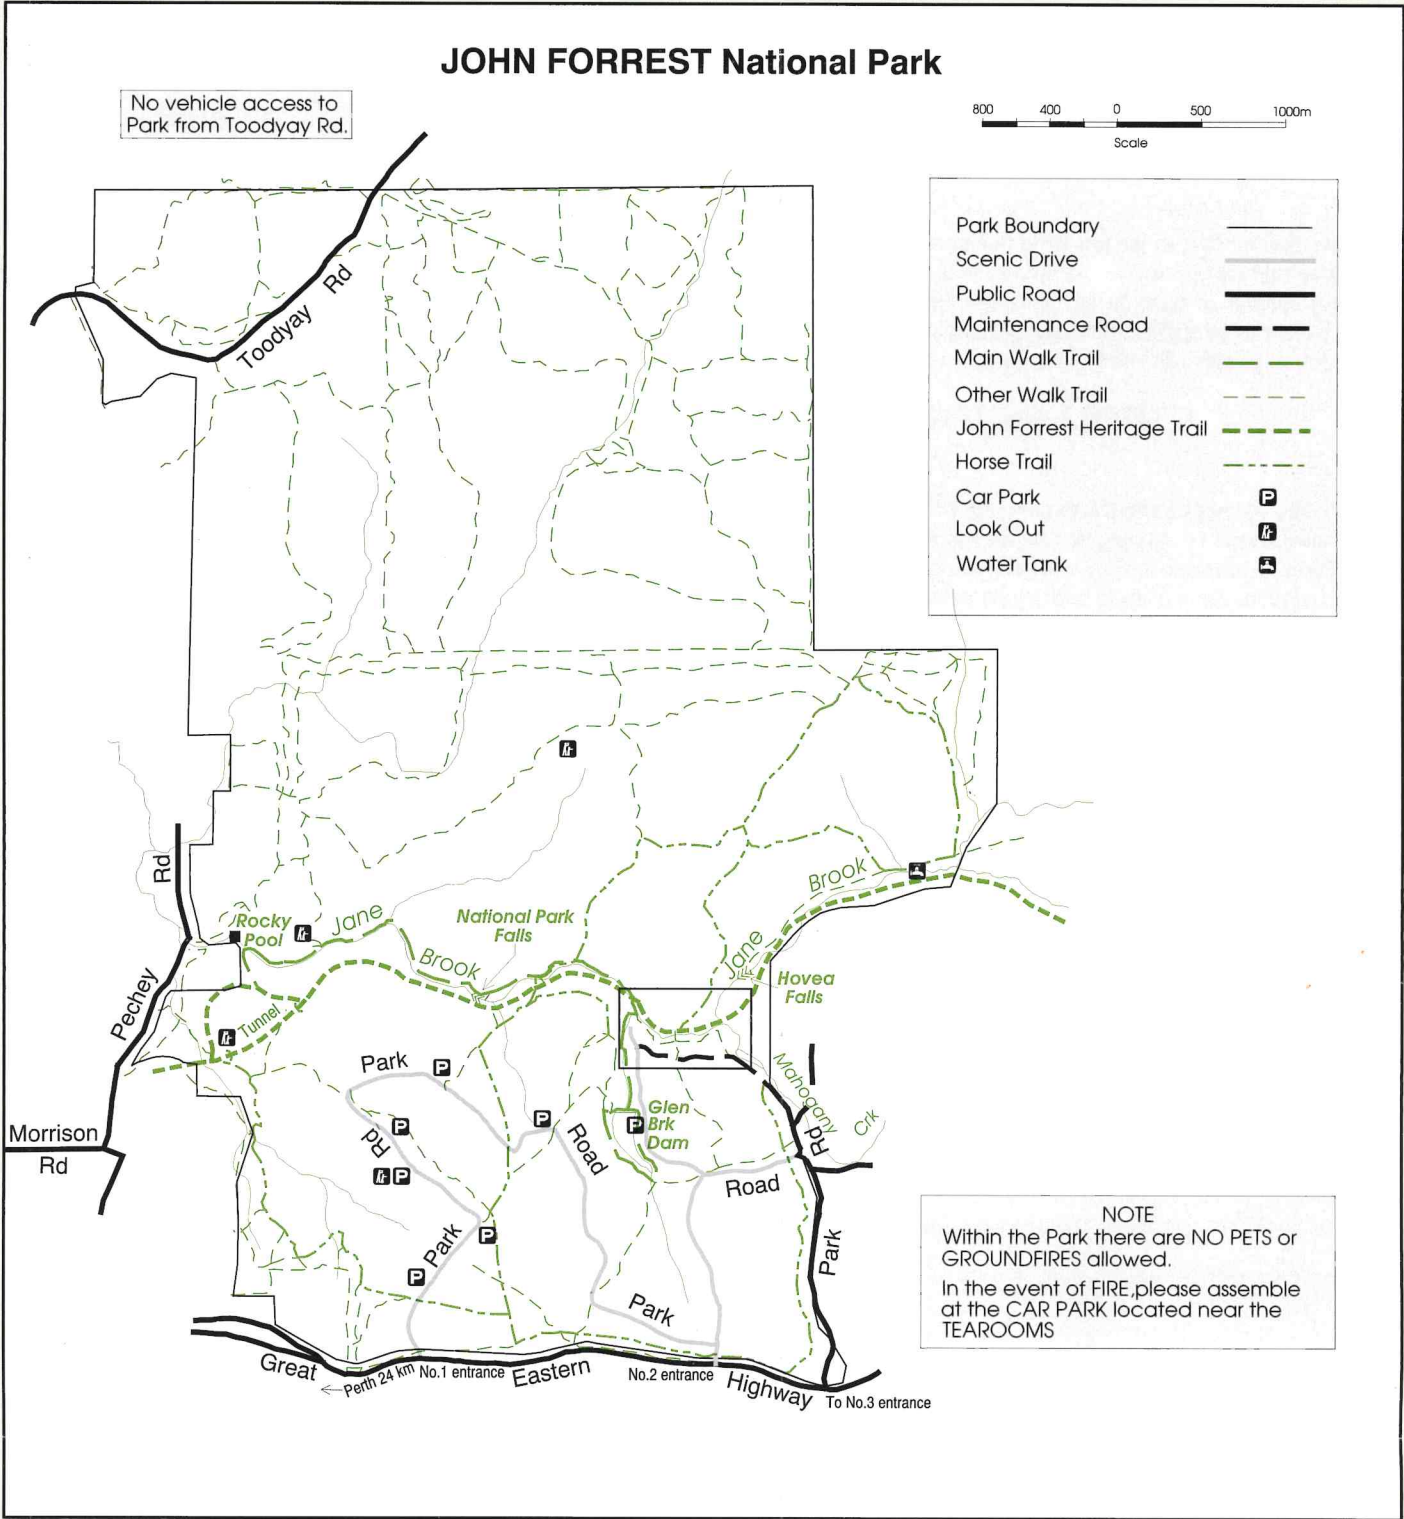 JOHN FORREST National Park
No vehicle access to
Park from Toodyay Rd.
800 400 0 500 1000m
Scale
Park Boundary
Scenic Drive
Public Road
Maintenance Road
Main Walk Trail
Other Walk Trail
John Forrest Heritage Trail
Horse Trail
Car Park
P
Look Out
Water Tank
Toodyay Rd
Rd
Pechey
Rocky
Pool
Jane
Brook
National Park
Falls
Jane
Brook
Hovea
Falls
Tunnel
Park
P
P
Rd
P
P
Park
P
P
Road
P
Glen
Brk
Dam
Mahogany
Crk
Rd
Road
Park
Park
Morrison
Rd
Great
Perth 24 km
No.1 entrance
Eastern
No.2 entrance
Highway
To No.3 entrance
NOTE
Within the Park there are NO PETS or
GROUNDFIRES allowed.
In the event of FIRE,please assemble
at the CAR PARK located near the
TEAROOMS